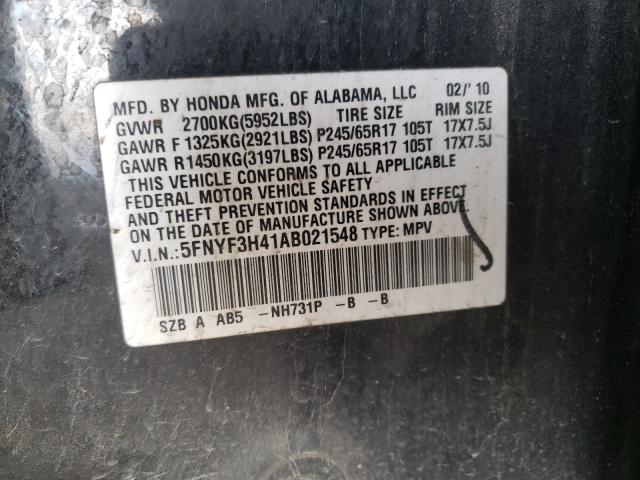 MFD. BY HONDA MFG. OF ALABAMA, LLC 02/'10
GVWR 2700KG(5952LBS) TIRE SIZE RIM SIZE
GAWR F 1325KG(2921LBS) P245/65R17 105T 17X7.5J
GAWR R1450KG(3197LBS) P245/65R17 105T 17X7.5J
THIS VEHICLE CONFORMS TO ALL APPLICABLE
FEDERAL MOTOR VEHICLE SAFETY
AND THEFT PREVENTION STANDARDS IN EFFECT
ON THE DATE OF MANUFACTURE SHOWN ABOVE.
V.I.N.: 5FNYF3H41AB021548 TYPE: MPV
SZB A AB5 -NH731P -B -B